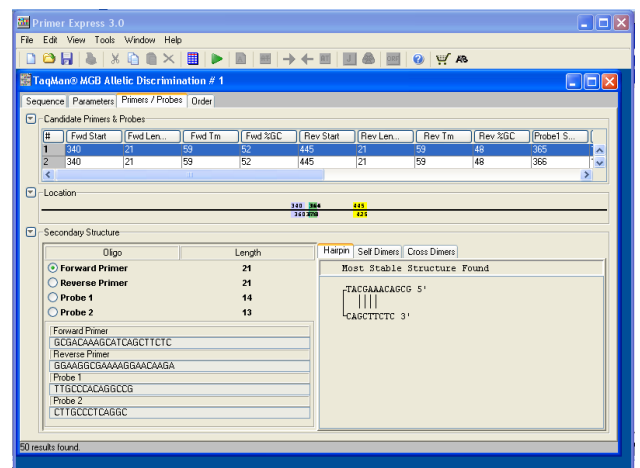 Primer Express 3.0
File Edit View Tools Window Help
TaqMan® MGB Allelic Discrimination # 1
Sequence Parameters Primers / Probes Order
Candidate Primers & Probes
# Fwd Start Fwd Len... Fwd Tm Fwd %GC Rev Start Rev Len... Rev Tm Rev %GC Probe1 S...
1 340 21 59 52 445 21 59 48 365
2 340 21 59 52 445 21 59 48 366
Location
340 364 445
360 378 425
Secondary Structure
Oligo Length
Forward Primer 21
Reverse Primer 21
Probe 1 14
Probe 2 13
Forward Primer
GCGACAAAGCATCAGCTTCTC
Reverse Primer
GGAAGGCGAAAAGGAACAAGA
Probe 1
TTGCCCACAGGCCG
Probe 2
CTTGCCCTCAGGC
Hairpin Self Dimers Cross Dimers
Most Stable Structure Found
TACGAAACAGCG 5'
CAGCTTCTC 3'
50 results found.